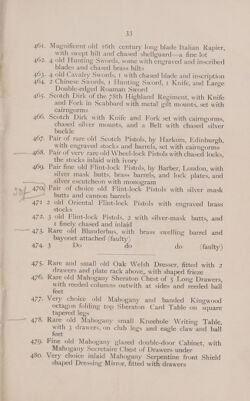 33
461. Magnificent old 16th century long blade Italian Rapier,
with swept hilt and chased shellguard—a fine lot
462. 4 old Hunting Swords, some with engraved and inscribed
blades and chased brass hilts
463. 4 old Cavalry Swords, 1 with chased blade and inscription
464. 2 Chinese Swords, 1 Hunting Sword, 1 Knife, and Large
Double-edged Roaman Sword
465. Scotch Dirk of the 78th Highland Regiment, with Knife
and Fork in Scabbard with metal gilt mounts, set with
cairngorms
466. Scotch Dirk with Knife and Fork set with cairngorms,
chased silver mounts, and a Belt with chased silver
buckle
467. Pair of rare old Scotch Pistols, by Edinburgh,
with engraved stocks and barrels, set with cairngorms
468. Pair of very rare old Wheel-lock Pistols with chased locks,
the stocks inlaid with ivory
469. Pair fine old Flint-lock Pistols, by Barber, London, with
silver mask butts, brass barrels, and lock plates, and
silver escutcheon with monogram
470. Pair of choice old Flint-lock Pistols with silver mask
butts and cannon barrels
471 2 old Oriental Flint-lock Pistols with engraved brass
stocks
472. 3 old Flint-lock Pistols, 2 with silver-mask butts, and
1 finely chased and inlaid
473. Rare old Blunderbus, with brass swelling barrel and
bayonet attached (faulty)
474. 3 Do do do (faulty)
475. Rare and small old Oak Welsh Dresser, fitted with 2
drawers and plate rack above, with shaped frieze
476. Rare old Mahogany Sheraton Chest of 5 Long Drawers,
with reeded columns outwith at sides and reeded ball
feet
477. Very choice old Mahogany and banded Kingwood
octagon folding top Sheraton Card Table on square
tapered legs
478. Rare old Mahogany small Kneehole Writing Table,
with 3 drawers, on club legs and eagle claw and ball
feet
479. Fine old Mahogany glazed double-door Cabinet, with
Mahogany Secretaire Chest of Drawers under
480. Very choice inlaid Mahogany Serpentine front Shield
shaped Dressing Mirror, fitted with drawers